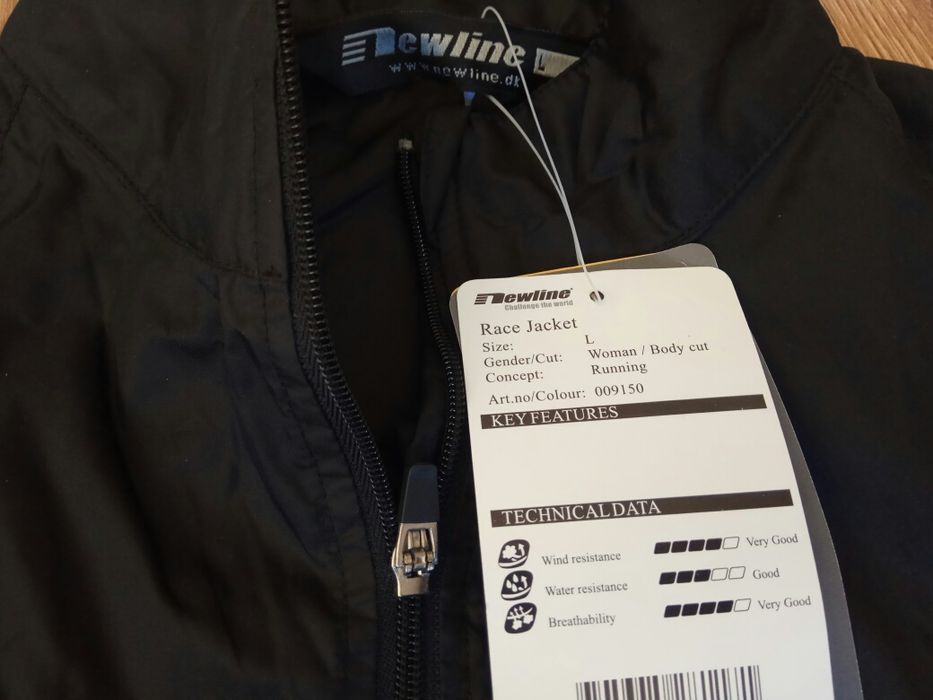 newline L
www.newline.dk
newline
Challenge the world
Race Jacket
Size: L
Gender/Cut: Woman / Body cut
Concept: Running
Art.no/Colour: 009150
KEY FEATURES
TECHNICAL DATA
Wind resistance Very Good
Water resistance Good
Breathability Very Good